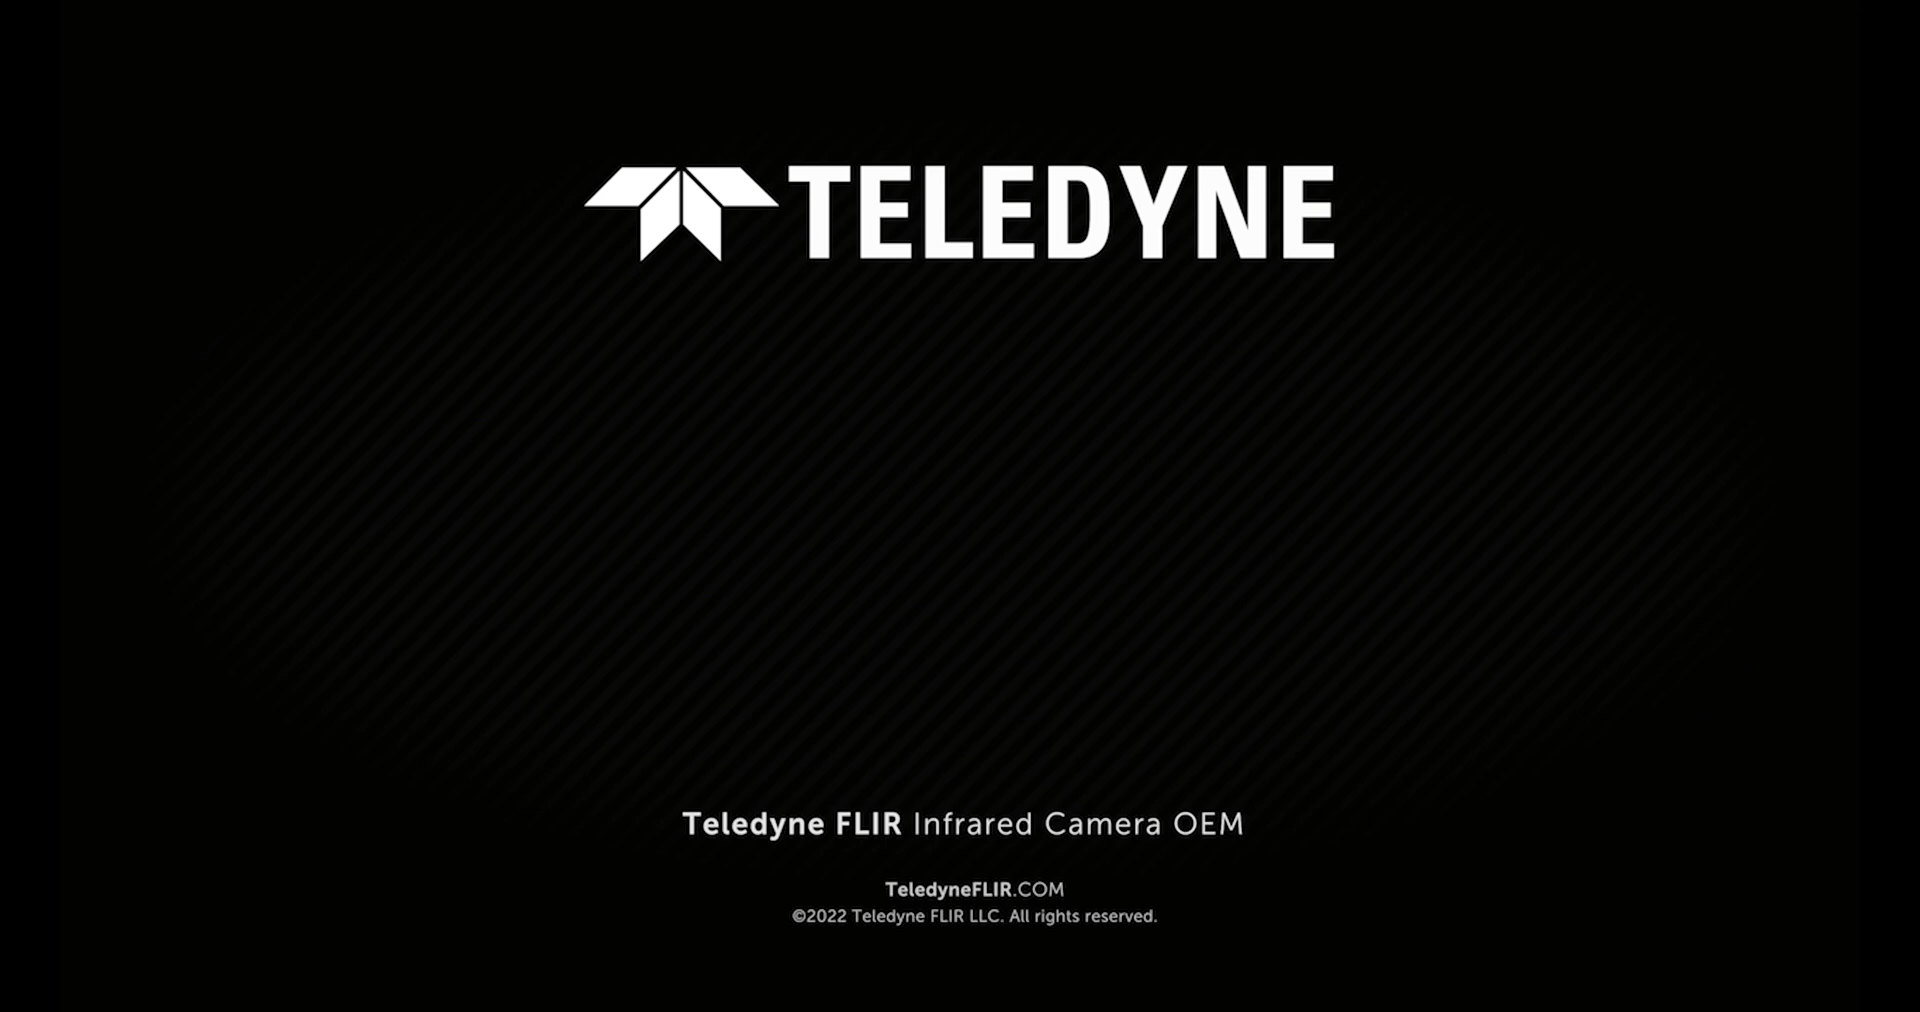 TELEDYNE
Teledyne FLIR Infrared Camera OEM
TeledyneFLIR.COM
©2022 Teledyne FLIR LLC. All rights reserved.